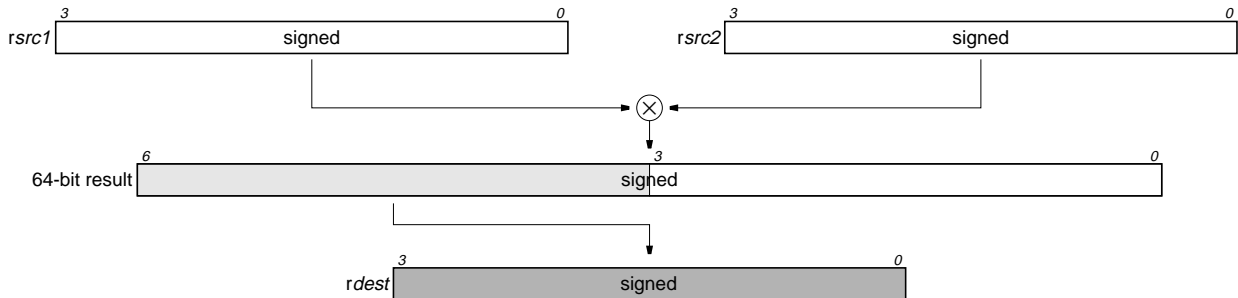 3 0 3 0
rsrc1 signed rsrc2 signed
6 3 0
64-bit result signed
3 0
rdest signed